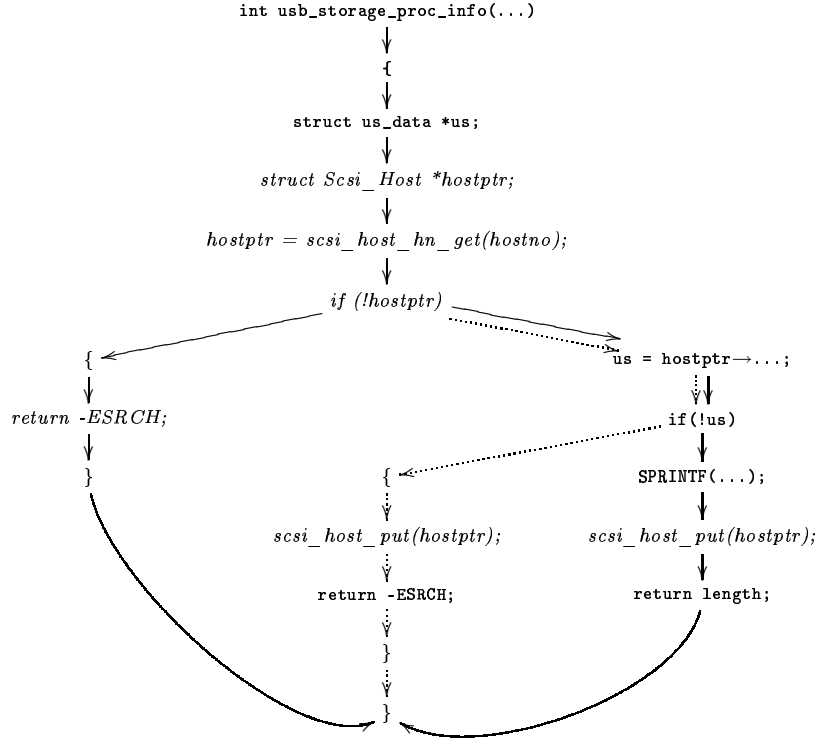 int usb_storage_proc_info(...)
{
struct us_data *us;
struct Scsi_Host *hostptr;
hostptr = scsi_host_hn_get(hostno);
if (!hostptr)
{
us = hostptr→...;
return -ESRCH;
if(!us)
}
{
SPRINTF(...);
scsi_host_put(hostptr);
scsi_host_put(hostptr);
return -ESRCH;
return length;
}
}